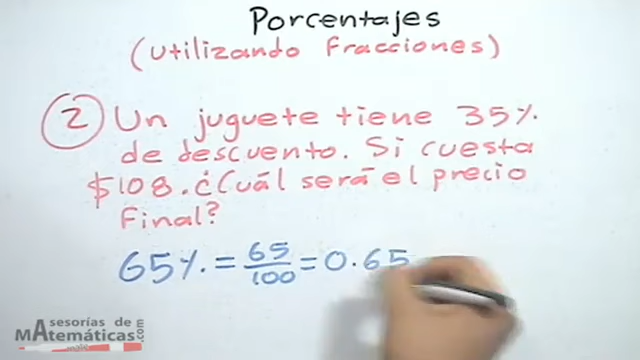 Porcentajes
(utilizando fracciones)
2 Un juguete tiene 35%
de descuento. Si cuesta
$108. ¿Cuál será el precio
Final?
65% = 65/100 = 0.65
Asesorías de
Matemáticas.com